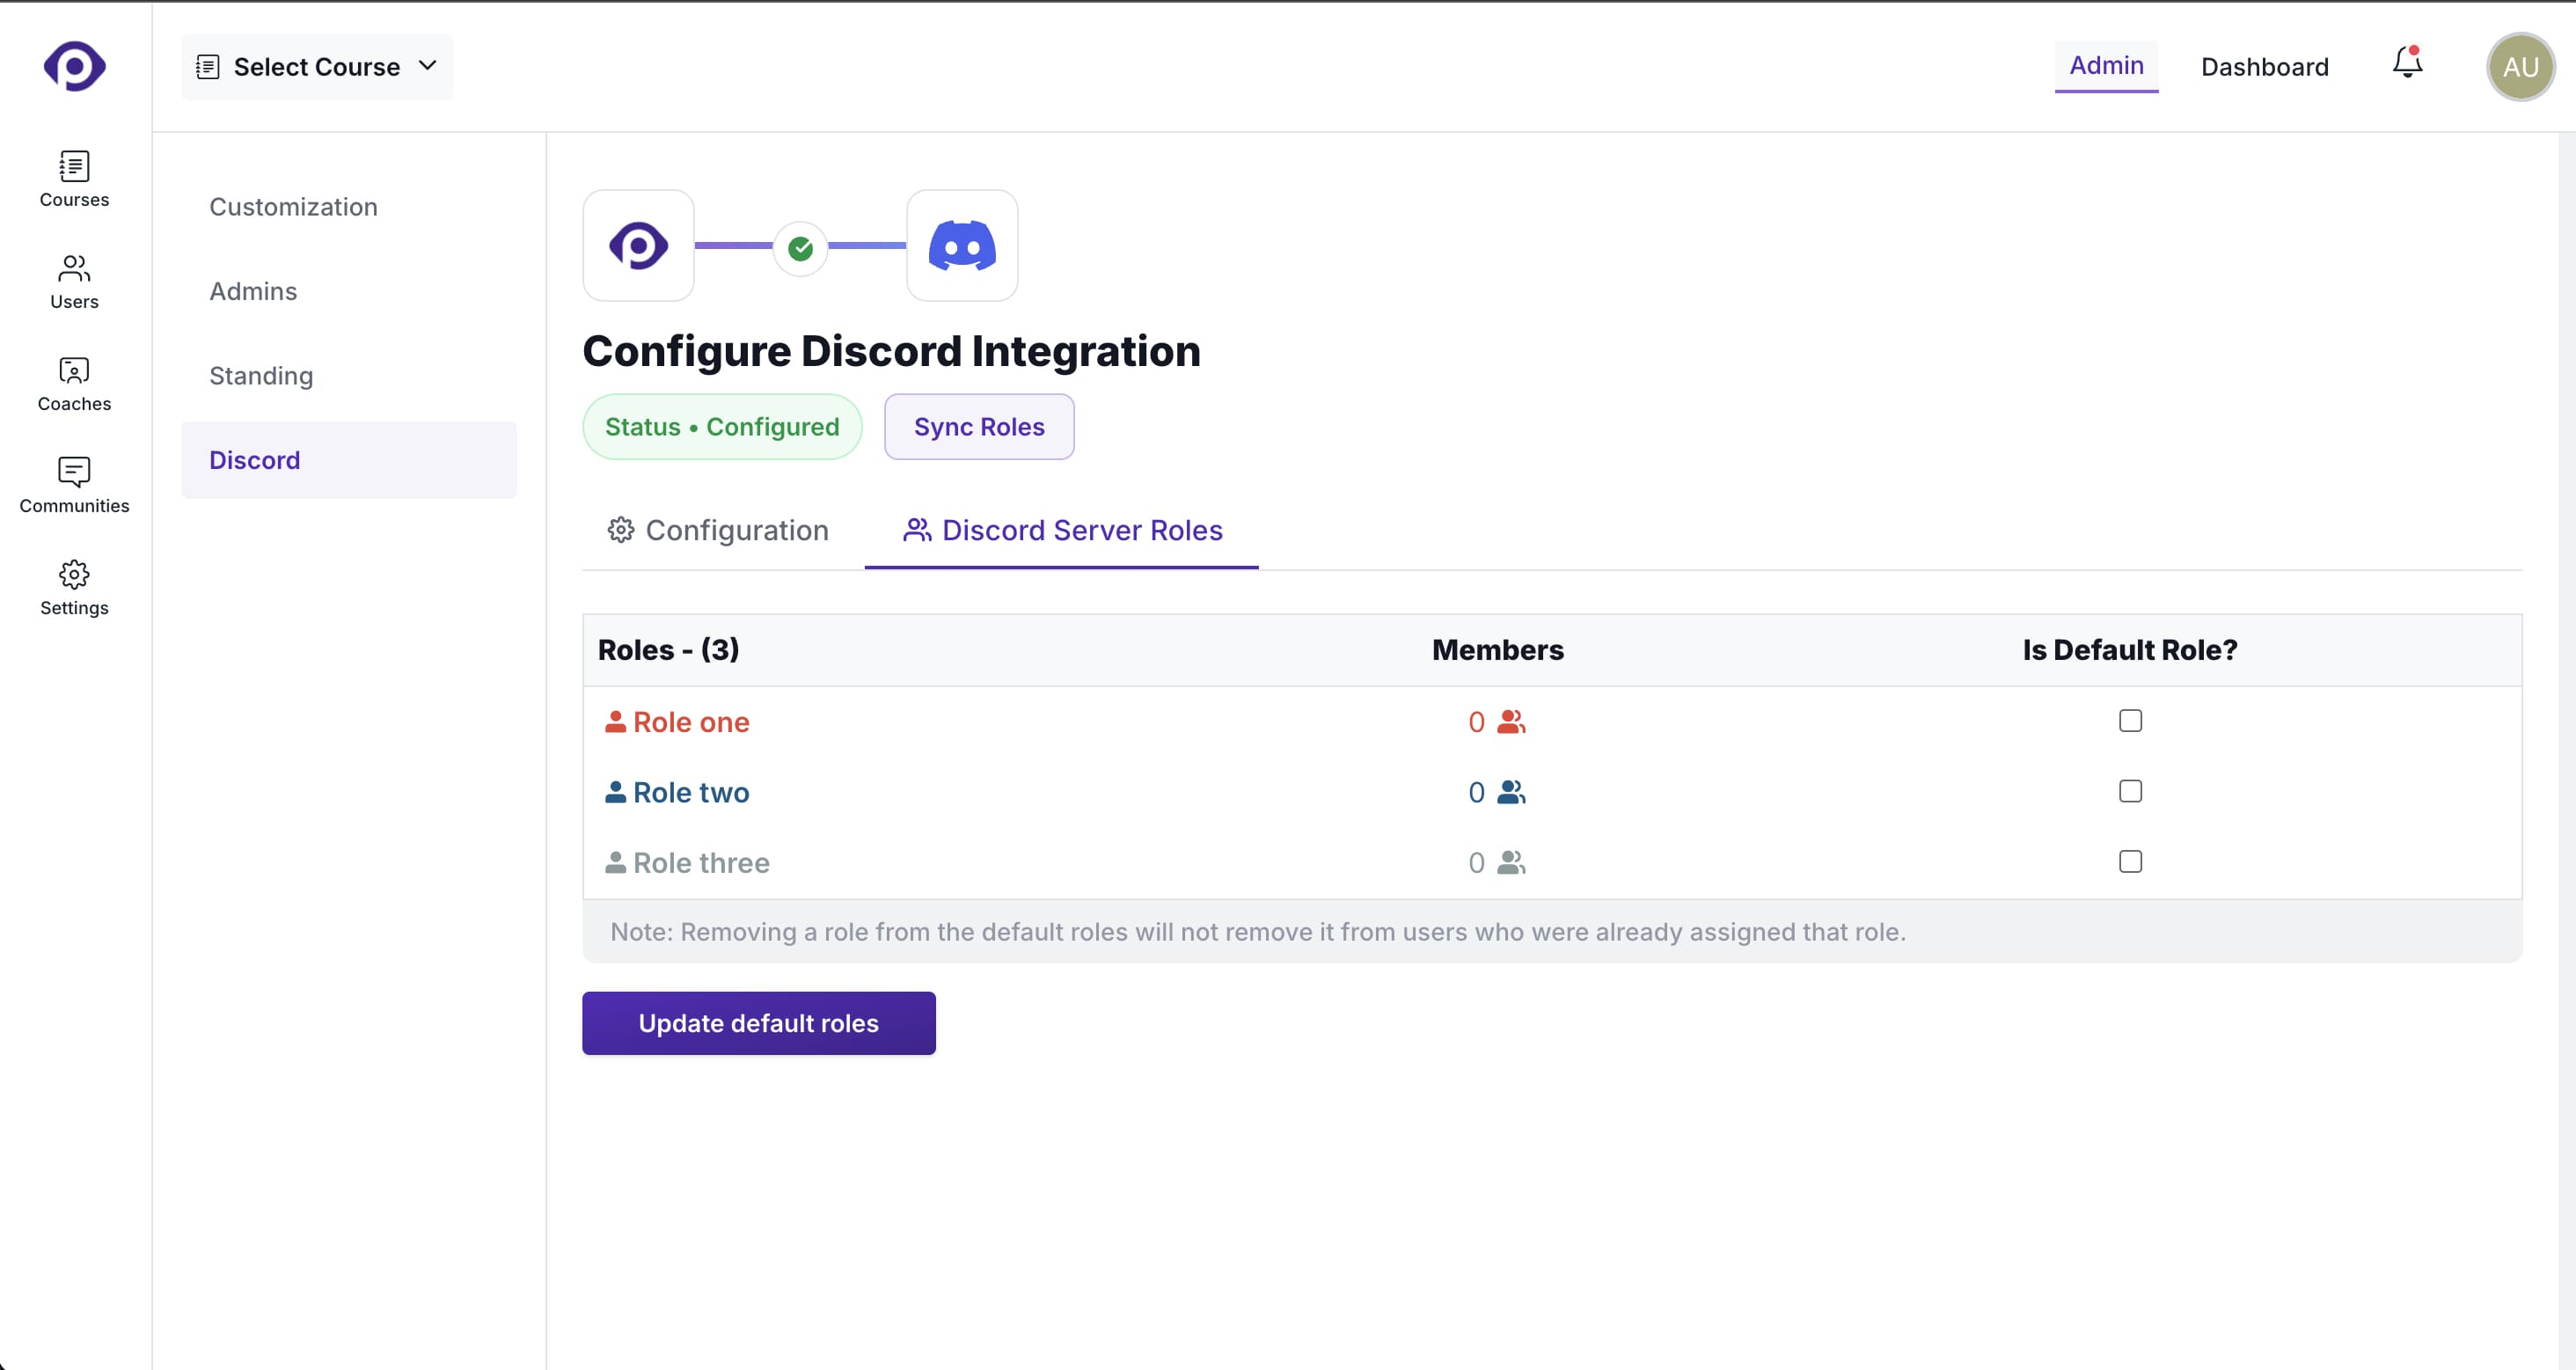 Select Course
Admin
Dashboard
AU
Courses
Users
Coaches
Communities
Settings
Customization
Admins
Standing
Discord
Configure Discord Integration
Status • Configured
Sync Roles
Configuration
Discord Server Roles
Roles - (3) Members Is Default Role?
Role one 0
Role two 0
Role three 0
Note: Removing a role from the default roles will not remove it from users who were already assigned that role.
Update default roles